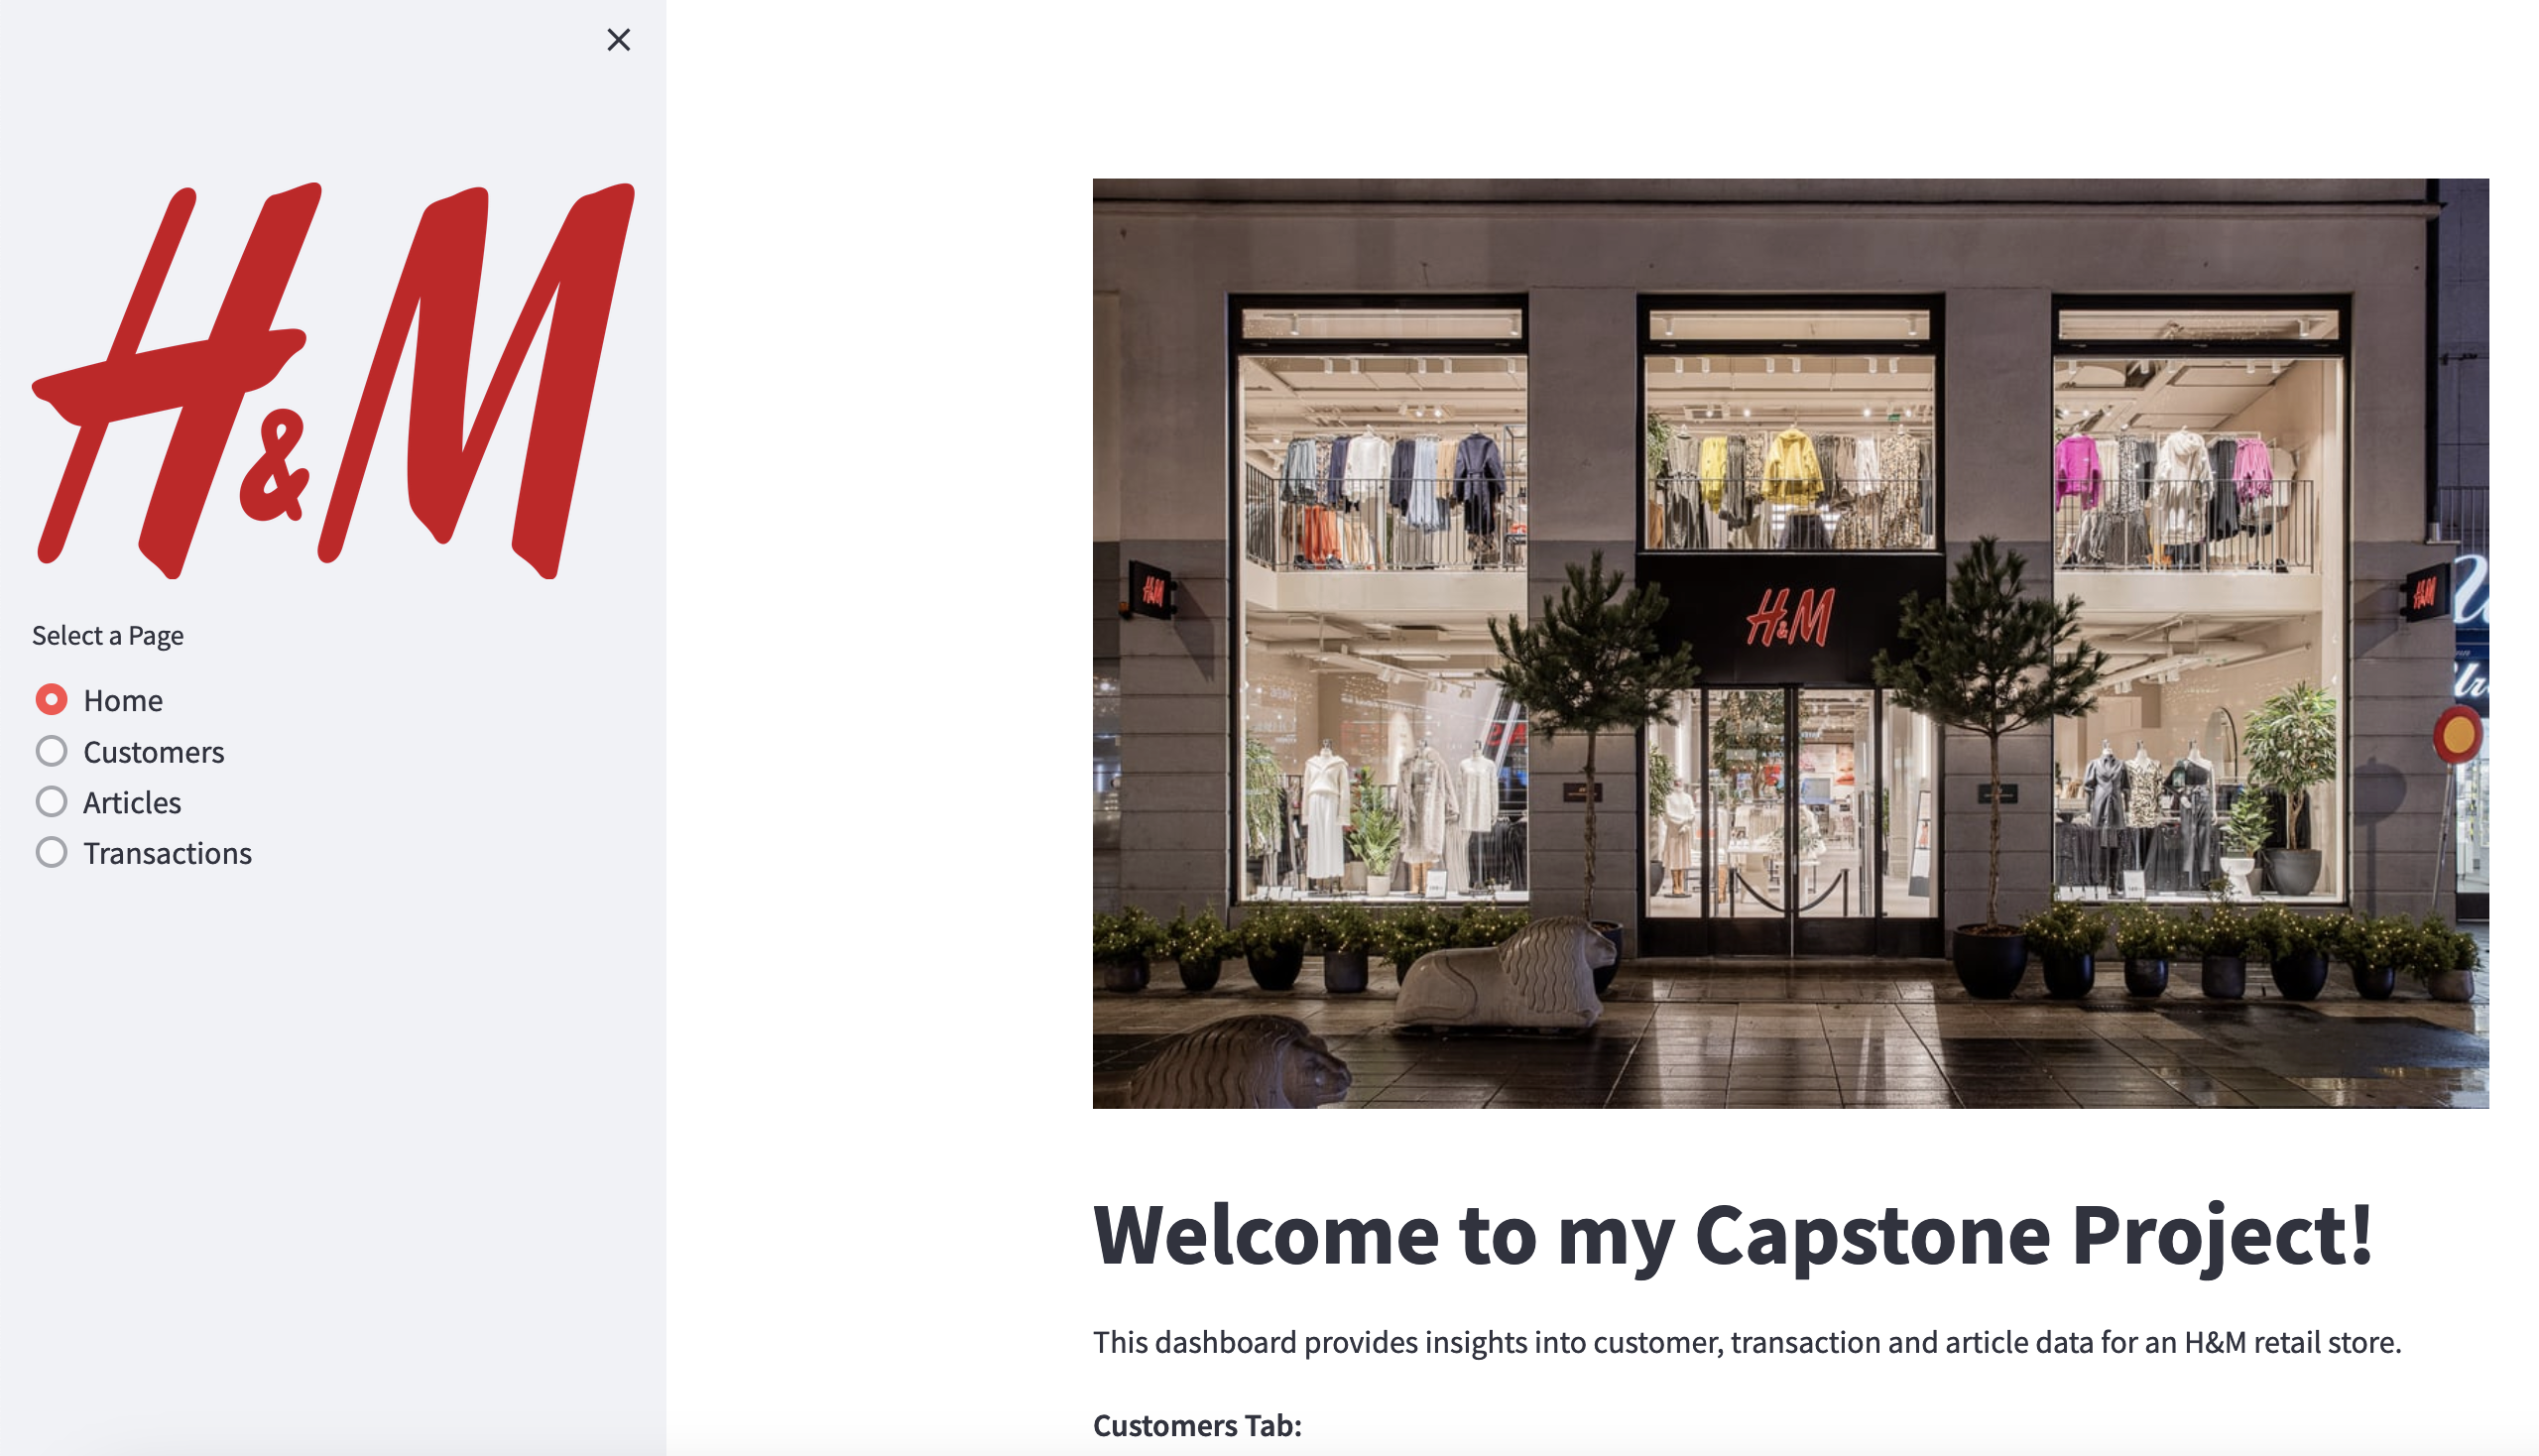 H&M
Select a Page
Home
Customers
Articles
Transactions
H&M
H&M
H&M
Welcome to my Capstone Project!
This dashboard provides insights into customer, transaction and article data for an H&M retail store.
Customers Tab: